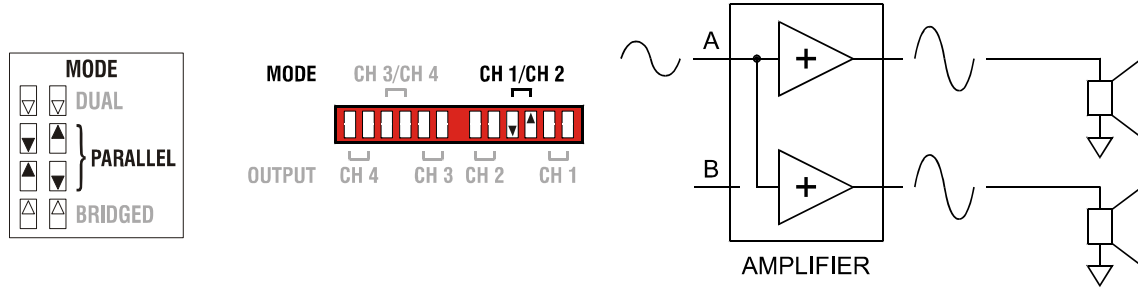 MODE
DUAL
PARALLEL
BRIDGED
MODE CH 3/CH 4 CH 1/CH 2
OUTPUT CH 4 CH 3 CH 2 CH 1
A
+
B
+
AMPLIFIER